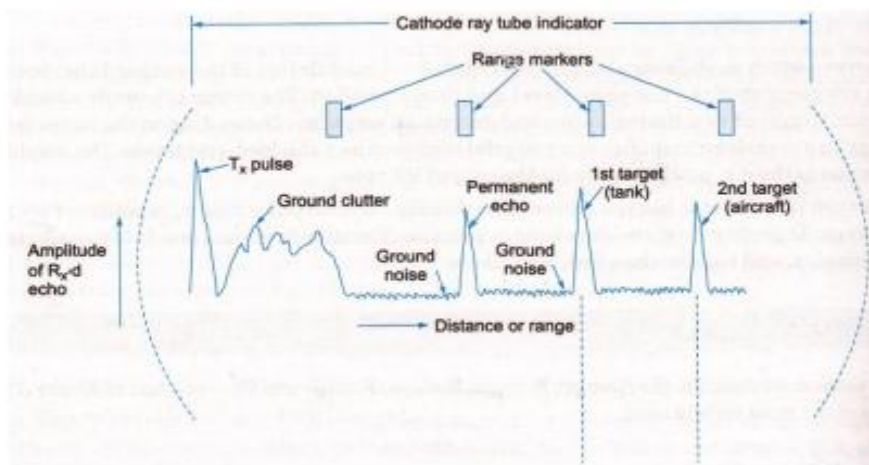 Cathode ray tube indicator
Range markers
Tx pulse
Ground clutter
Permanent echo
1st target
(tank)
2nd target
(aircraft)
Amplitude
of Rx-d
echo
Ground
noise
Ground
noise
Distance or range